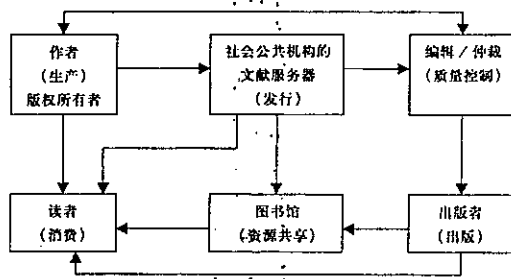 作者
(生产)
版权所有者
社会公共机构的
文献服务器
(发行)
编辑／仲裁
(质量控制)
读者
(消费)
图书馆
(资源共享)
出版者
(出版)